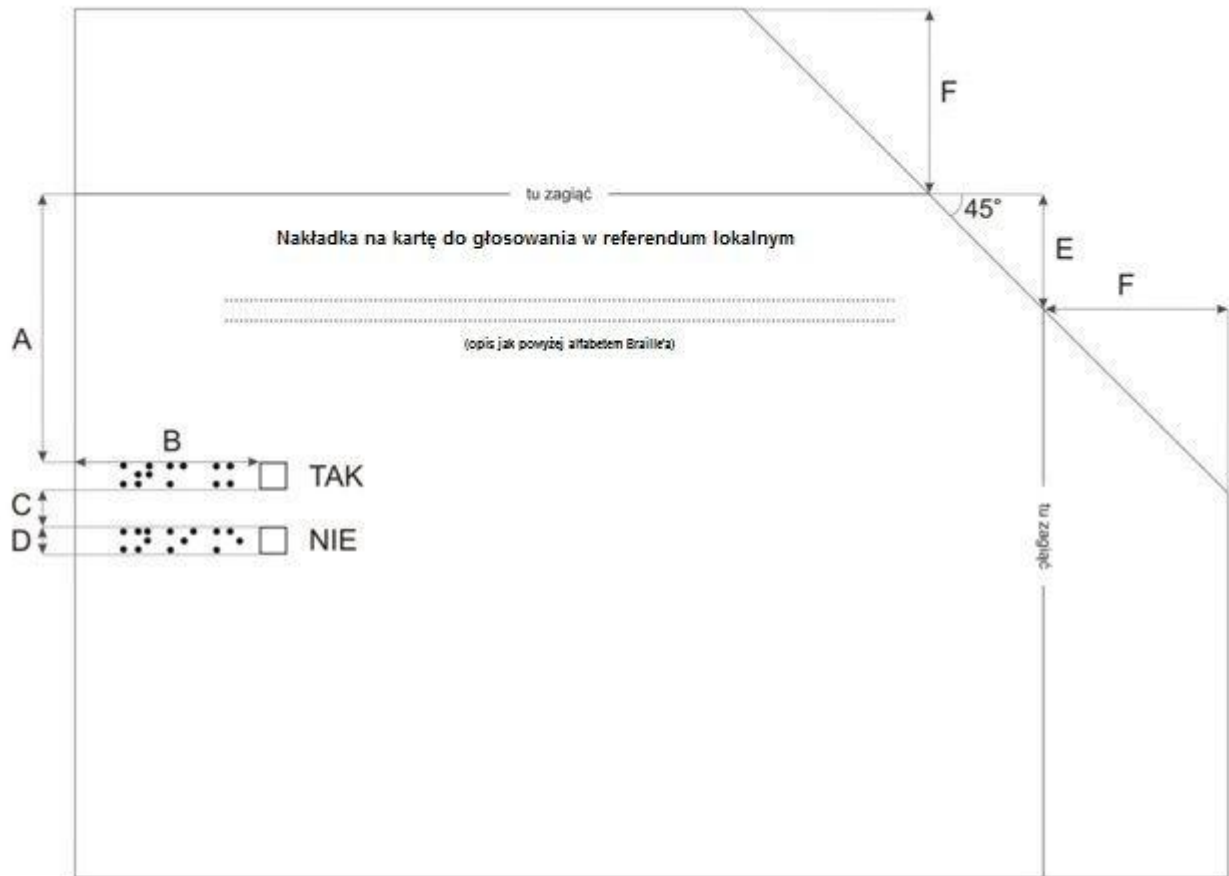 F
tu zagiąć
45°
Nakładka na kartę do głosowania w referendum lokalnym
E
F
A
(opis jak powyżej alfabetem Braille'a)
B
⠞⠁⠅ TAK
C
D
NIE
tu zagiąć